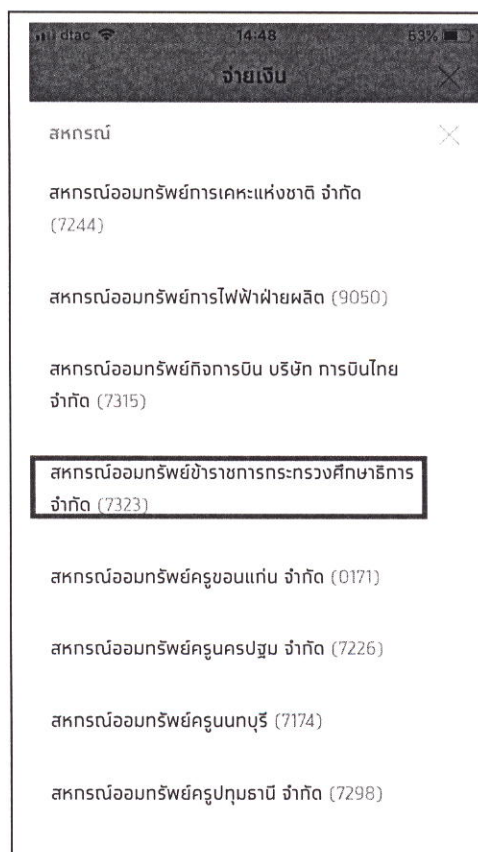 dtac 14:48 53%
จ่ายเงิน
สหกรณ์
สหกรณ์ออมทรัพย์การเคหะแห่งชาติ จำกัด
(7244)
สหกรณ์ออมทรัพย์การไฟฟ้าฝ่ายผลิต (9050)
สหกรณ์ออมทรัพย์กิจการบิน บริษัท การบินไทย
จำกัด (7315)
สหกรณ์ออมทรัพย์ข้าราชการกระทรวงศึกษาธิการ
จำกัด (7323)
สหกรณ์ออมทรัพย์ครูขอนแก่น จำกัด (0171)
สหกรณ์ออมทรัพย์ครูนครปฐม จำกัด (7226)
สหกรณ์ออมทรัพย์ครูนนทบุรี (7174)
สหกรณ์ออมทรัพย์ครูปทุมธานี จำกัด (7298)